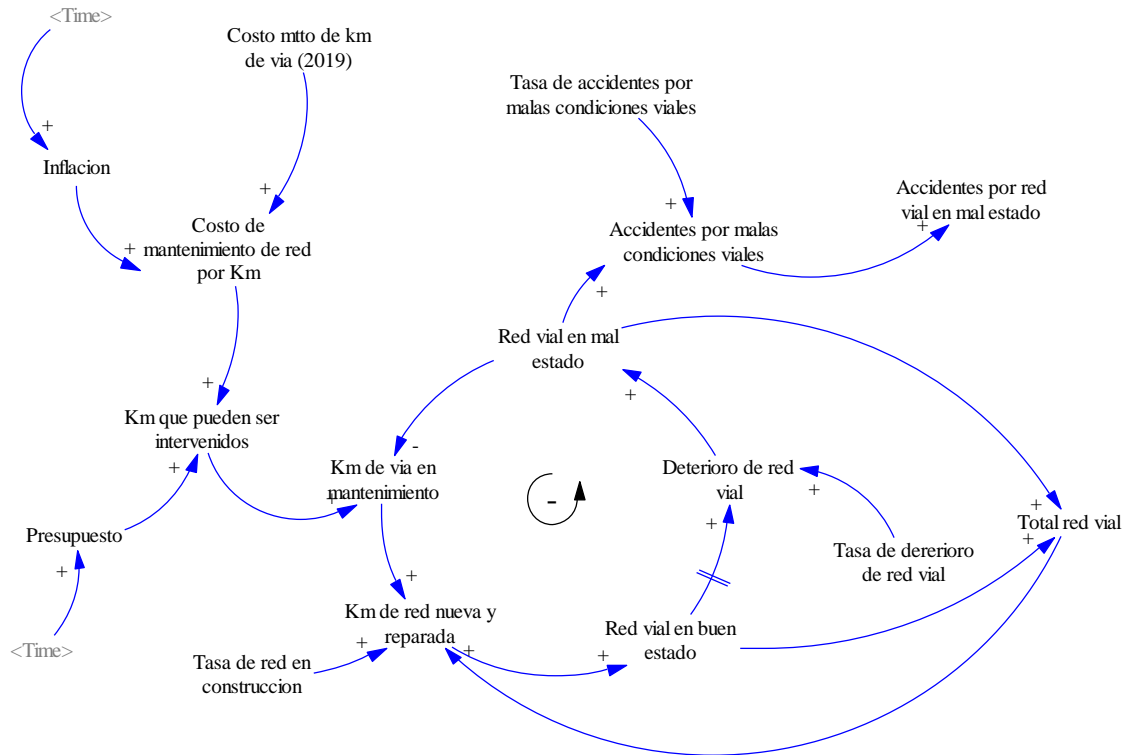 <Time>
Costo mtto de km
de via (2019)
Tasa de accidentes por
malas condiciones viales
+
Inflacion
+
Accidentes por red
vial en mal estado
+
+
Costo de
mantenimiento de red
por Km
+
Accidentes por malas
condiciones viales
+
+
Red vial en mal
estado
+
+
Km que pueden ser
intervenidos
-
Km de via en
mantenimiento
+
Deterioro de red
vial
+
+
-
+
Total red vial
+
Presupuesto
+
+
Tasa de dererioro
de red vial
+
+
Km de red nueva y
reparada
Red vial en buen
estado
<Time>
+
+
+
Tasa de red en
construccion